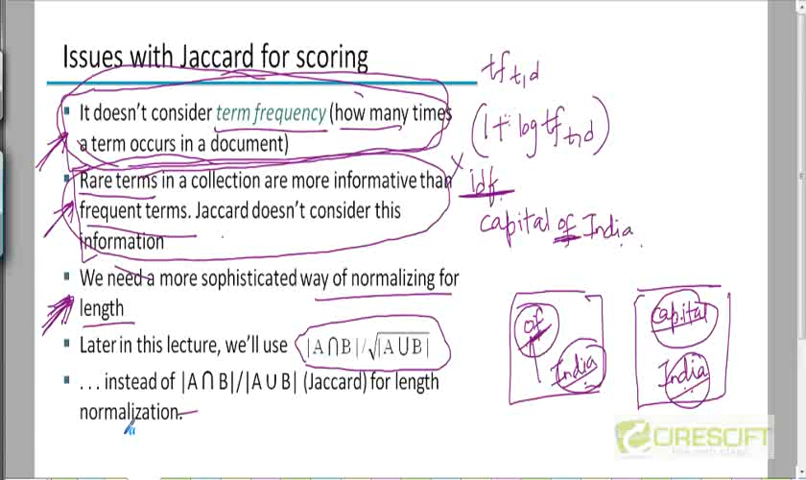 Issues with Jaccard for scoring
tf t,d
It doesn't consider term frequency (how many times
a term occurs in a document)
(1 + log tf t,d)
Rare terms in a collection are more informative than
frequent terms. Jaccard doesn't consider this
information
x idf
capital of India
We need a more sophisticated way of normalizing for
length
Later in this lecture, we'll use |A ∩ B| / √|A ∪ B|
… instead of |A ∩ B|/|A ∪ B| (Jaccard) for length
normalization.
of
India
capital
India